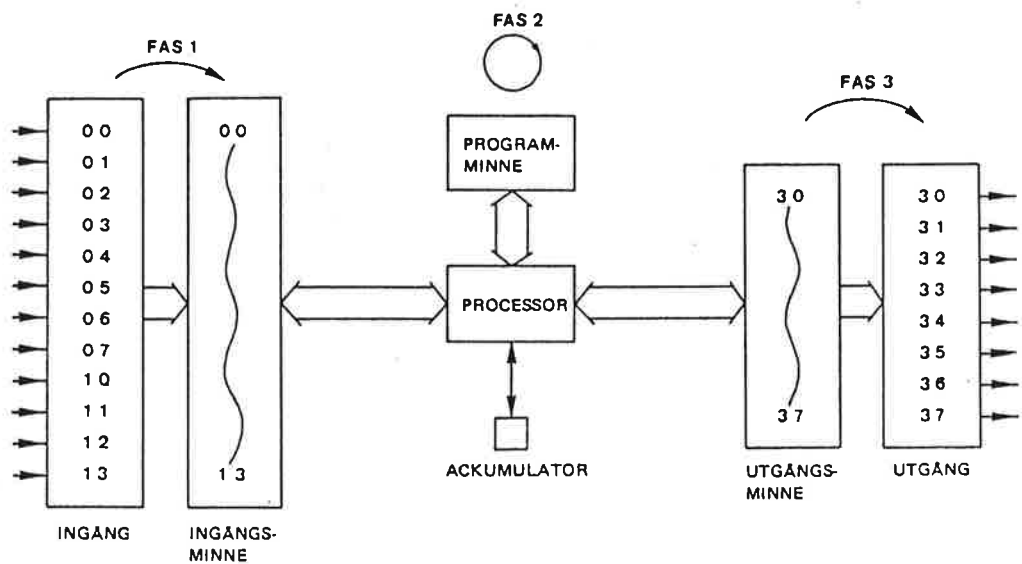 FAS 1
FAS 2
FAS 3
00
01
02
03
04
05
06
07
10
11
12
13
INGÅNG
00
13
INGÅNGS-
MINNE
PROGRAM-
MINNE
PROCESSOR
ACKUMULATOR
30
37
UTGÅNGS-
MINNE
30
31
32
33
34
35
36
37
UTGÅNG